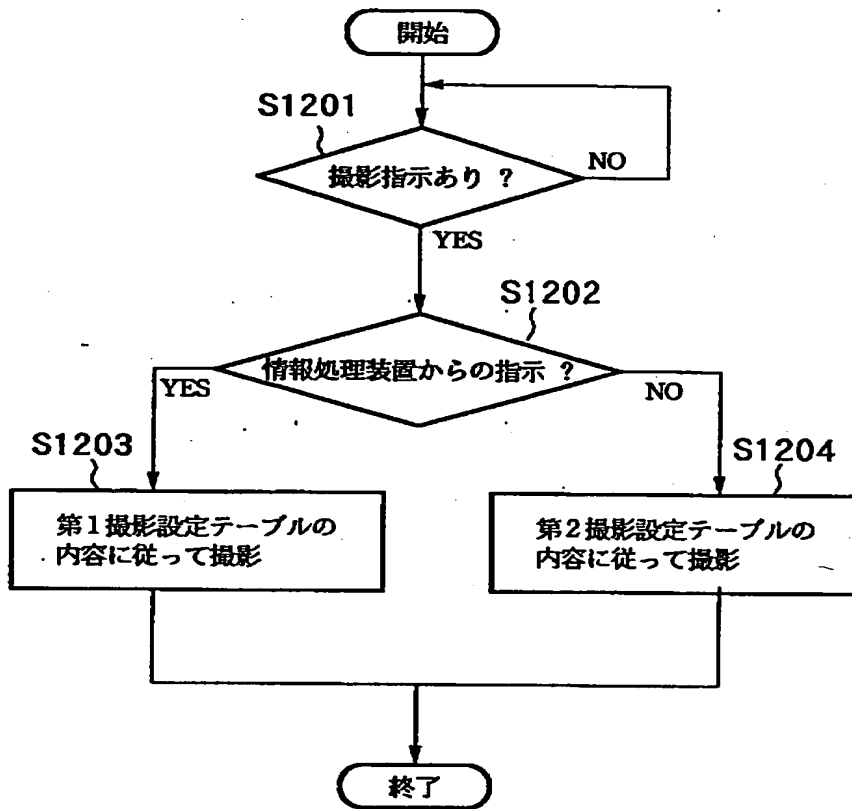 開始
S1201
撮影指示あり ?
NO
YES
S1202
情報処理装置からの指示 ?
YES
NO
S1203
S1204
第1撮影設定テーブルの
内容に従って撮影
第2撮影設定テーブルの
内容に従って撮影
終了